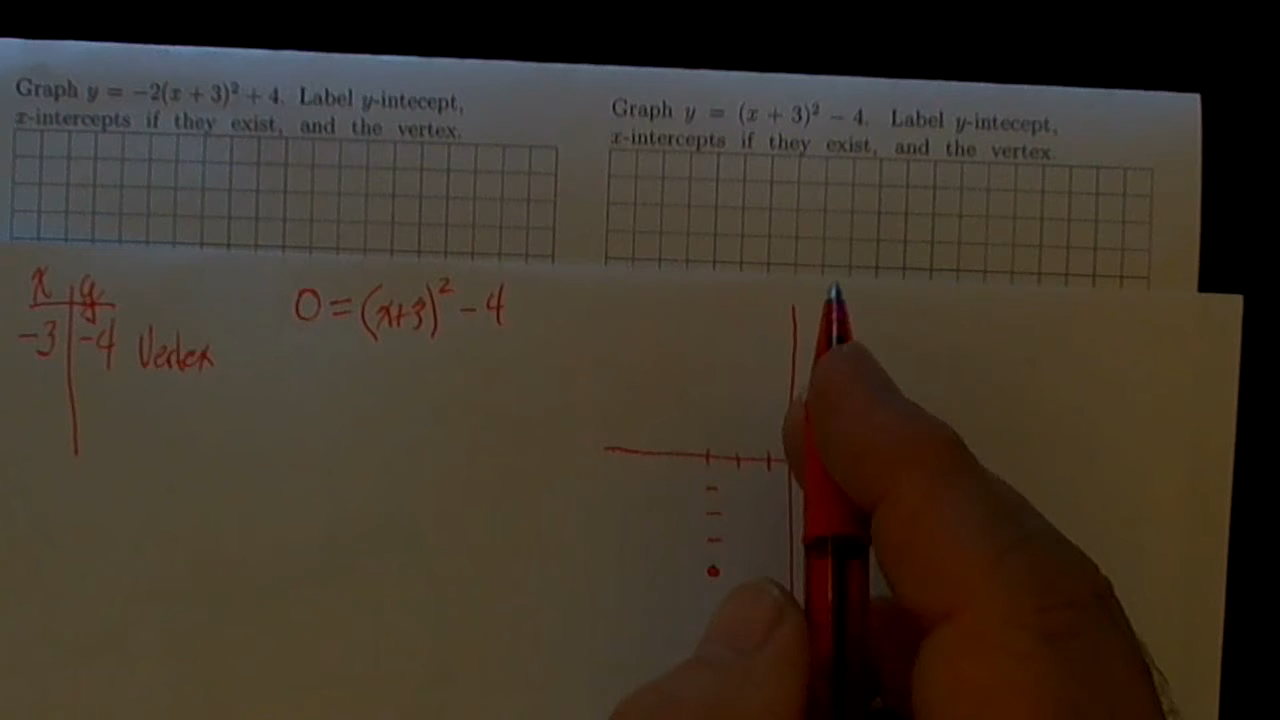 Graph y = −2(x + 3)² + 4. Label y-intecept,
x-intercepts if they exist, and the vertex.
Graph y = (x + 3)² − 4. Label y-intecept,
x-intercepts if they exist, and the vertex.
x y
−3 −4 Vertex
0 = (x+3)² − 4